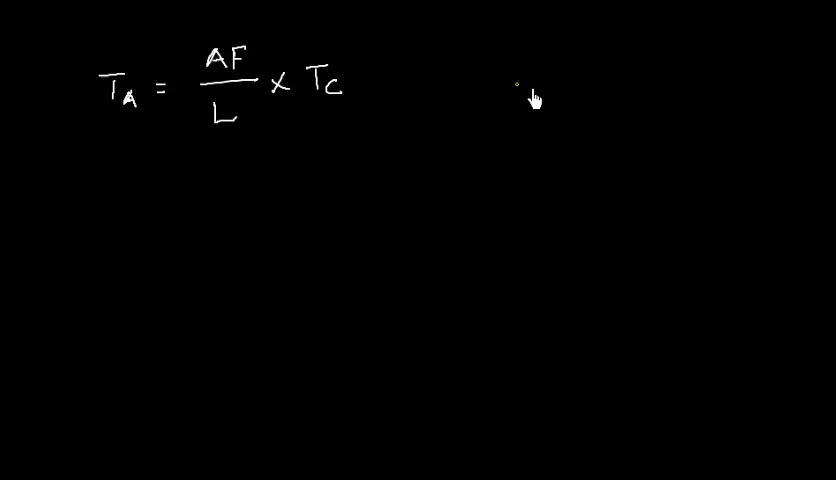 T_A = AF/L × T_C